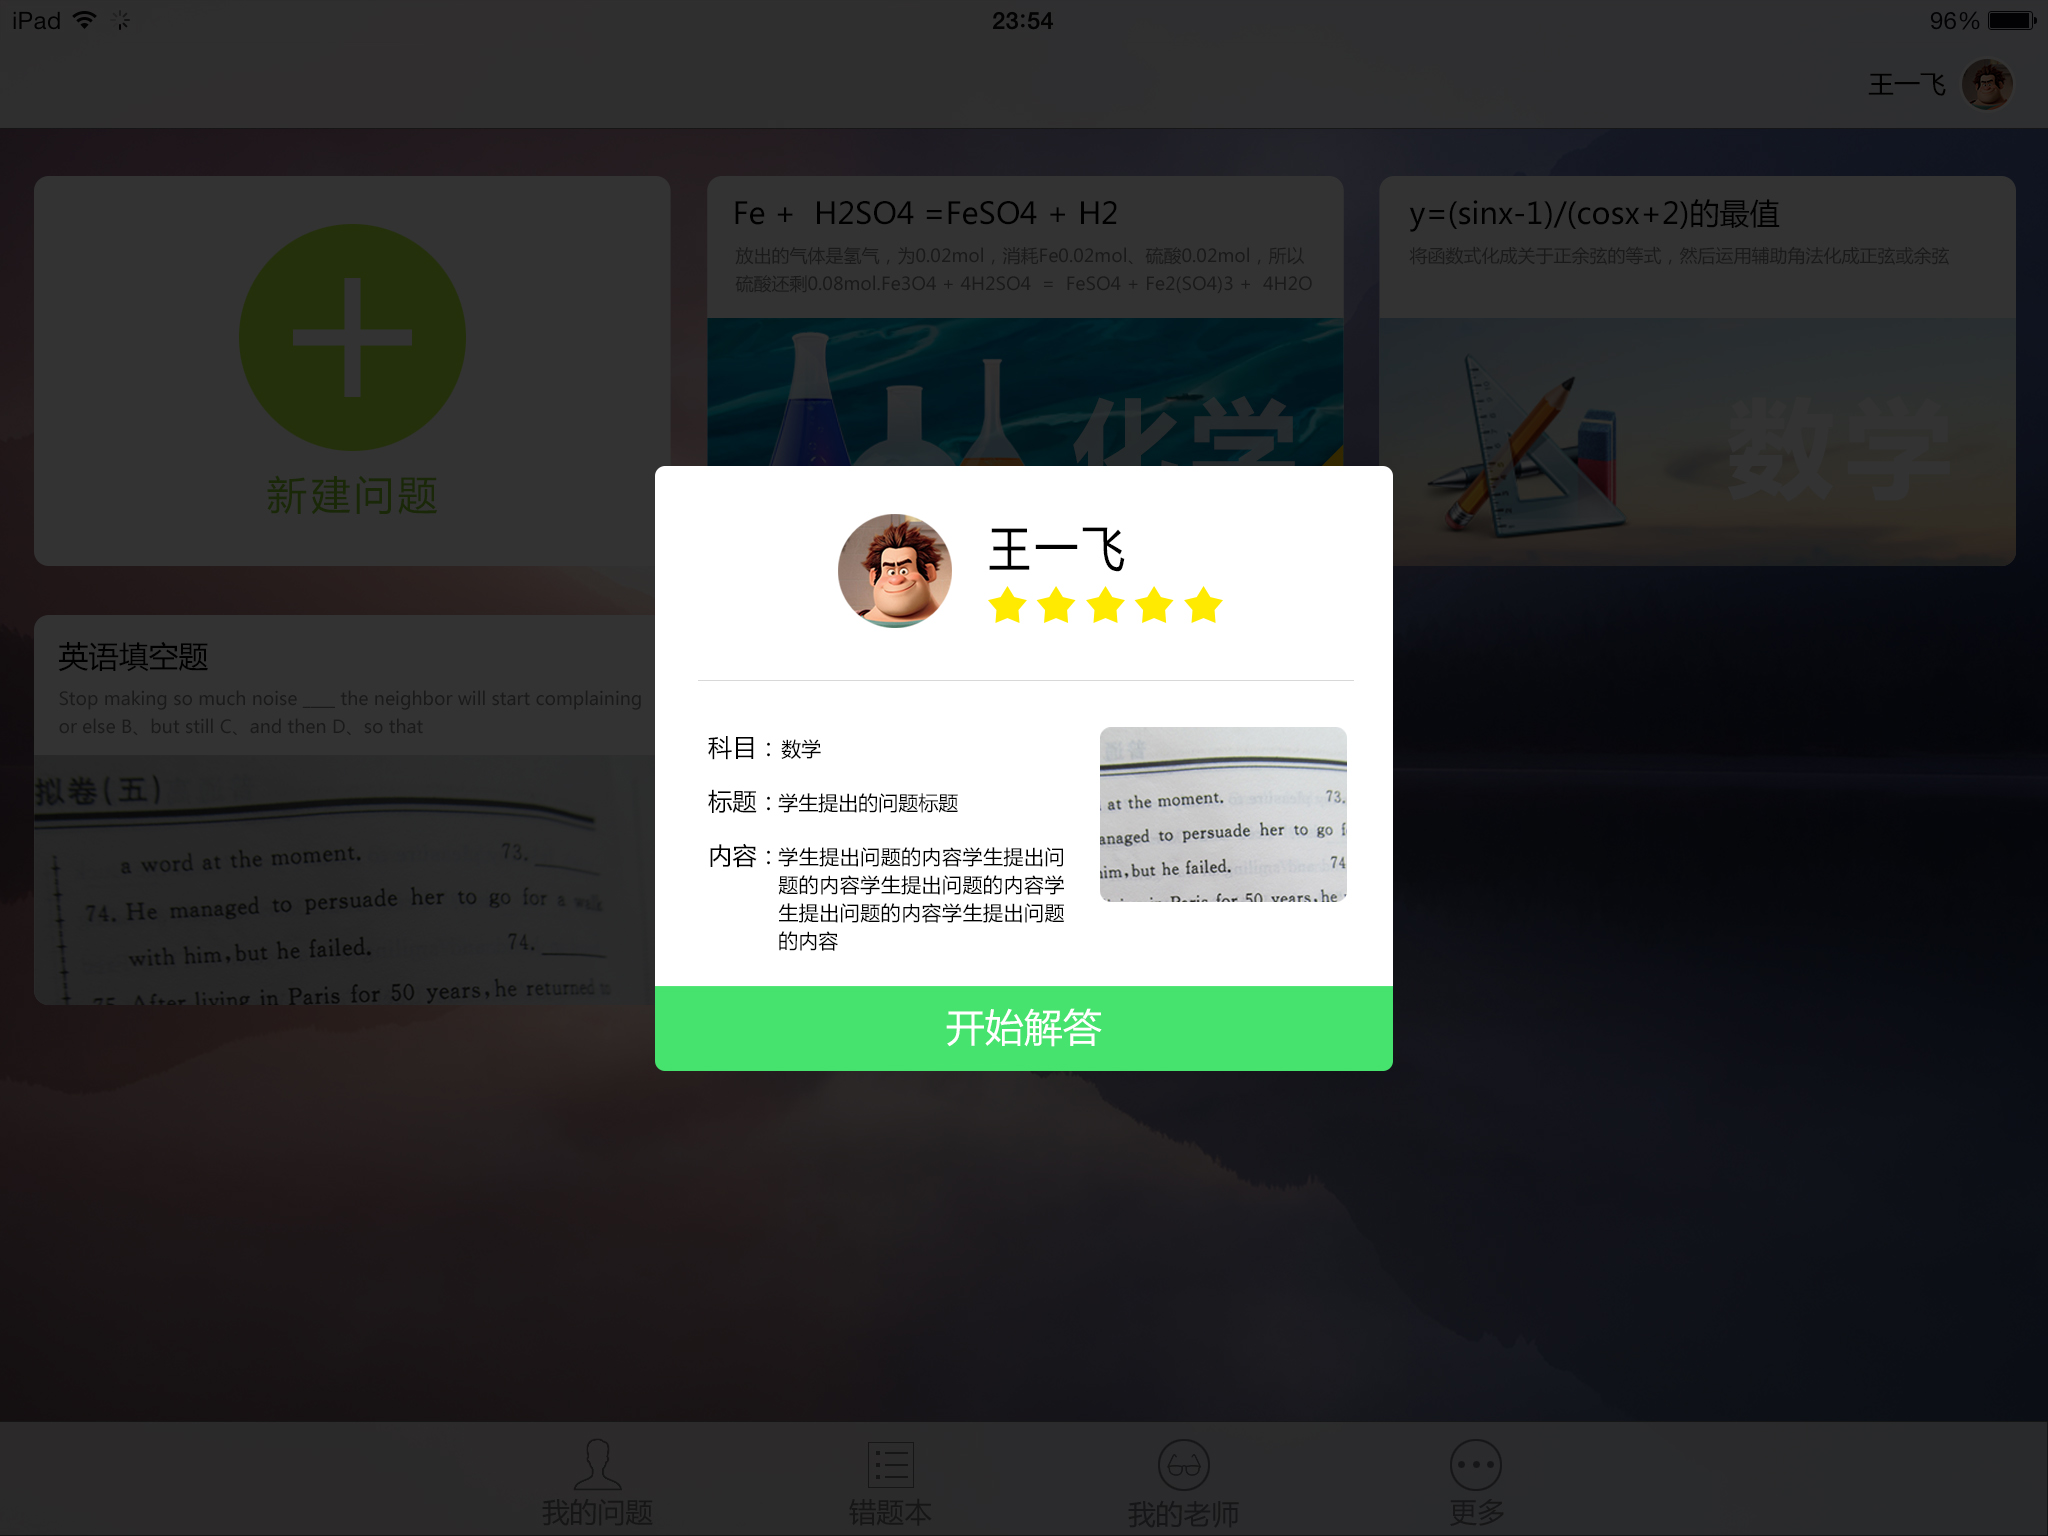 iPad
23:54
96%
王一飞
新建问题
Fe + H2SO4 =FeSO4 + H2
放出的气体是氢气，为0.02mol，消耗Fe0.02mol、硫酸0.02mol，所以
硫酸还剩0.08mol.Fe3O4 + 4H2SO4 = FeSO4 + Fe2(SO4)3 + 4H2O
化学
y=(sinx-1)/(cosx+2)的最值
将函数式化成关于正余弦的等式，然后运用辅助角法化成正弦或余弦
数学
英语填空题
Stop making so much noise ___ the neighbor will start complaining
or else B、but still C、and then D、so that
拟卷(五)
a word at the moment. 73.
74. He managed to persuade her to go for a walk
with him,but he failed. 74.
75. After living in Paris for 50 years,he returned to
王一飞
科目：数学
标题：学生提出的问题标题
内容：学生提出问题的内容学生提出问
题的内容学生提出问题的内容学
生提出问题的内容学生提出问题
的内容
at the moment. 73.
anaged to persuade her to go f
im,but he failed. 74
in Paris for 50 years,he
开始解答
我的问题
错题本
我的老师
更多